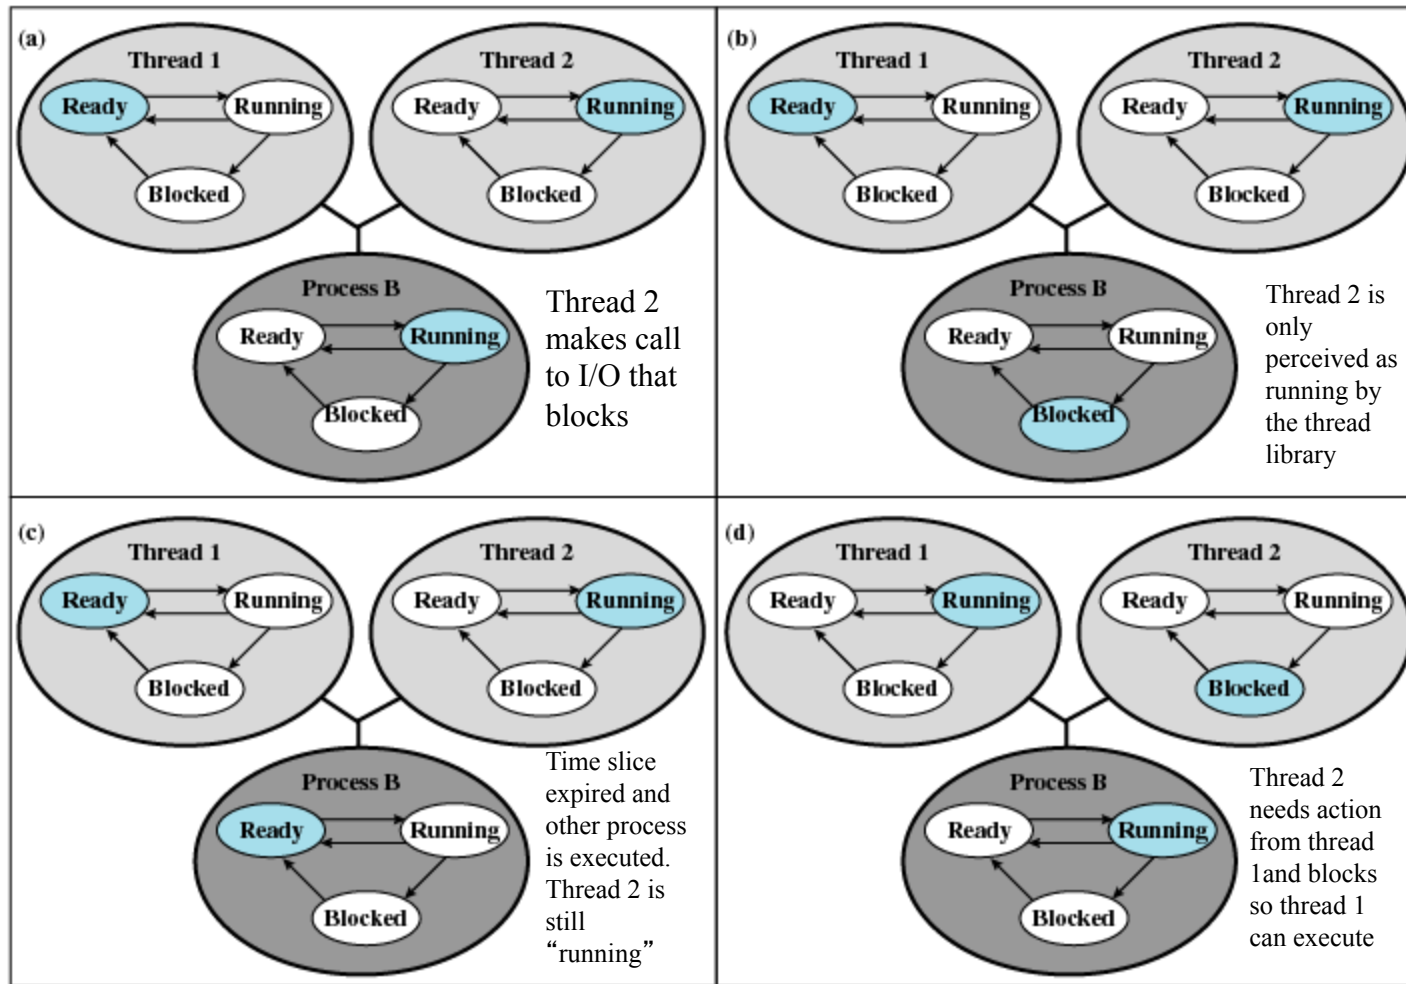 (a)
Thread 1
Ready
Running
Blocked
Thread 2
Ready
Running
Blocked
Process B
Ready
Running
Blocked
Thread 2
makes call
to I/O that
blocks
(b)
Thread 1
Ready
Running
Blocked
Thread 2
Ready
Running
Blocked
Process B
Ready
Running
Blocked
Thread 2 is
only
perceived as
running by
the thread
library
(c)
Thread 1
Ready
Running
Blocked
Thread 2
Ready
Running
Blocked
Process B
Ready
Running
Blocked
Time slice
expired and
other process
is executed.
Thread 2 is
still
“running”
(d)
Thread 1
Ready
Running
Blocked
Thread 2
Ready
Running
Blocked
Process B
Ready
Running
Blocked
Thread 2
needs action
from thread
1and blocks
so thread 1
can execute